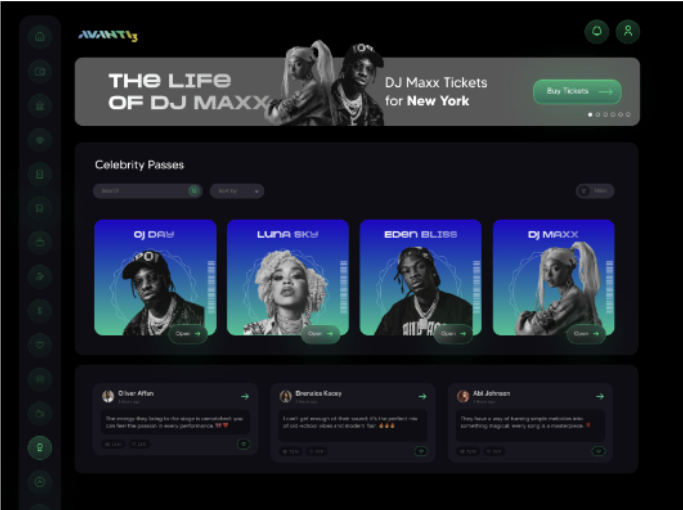 AVANTI3
THE LIFE
OF DJ MAXX
DJ Maxx Tickets
for New York
Buy Tickets
Celebrity Passes
Search
Sort by
Filter
OJ DAY
LUNA SKY
EDEN BLISS
DJ MAXX
Open →
Open →
Open →
Open →
Oliver Affan
The energy they bring to the stage is unmatched! you
can feel the passion in every performance.
Brenales Kacey
I can't get enough of their sound; it's the perfect mix
of old-school vibes and modern flair. 🔥🔥🔥
Abi Johnson
They have a way of turning simple melodies into
something magical; every song is a masterpiece.